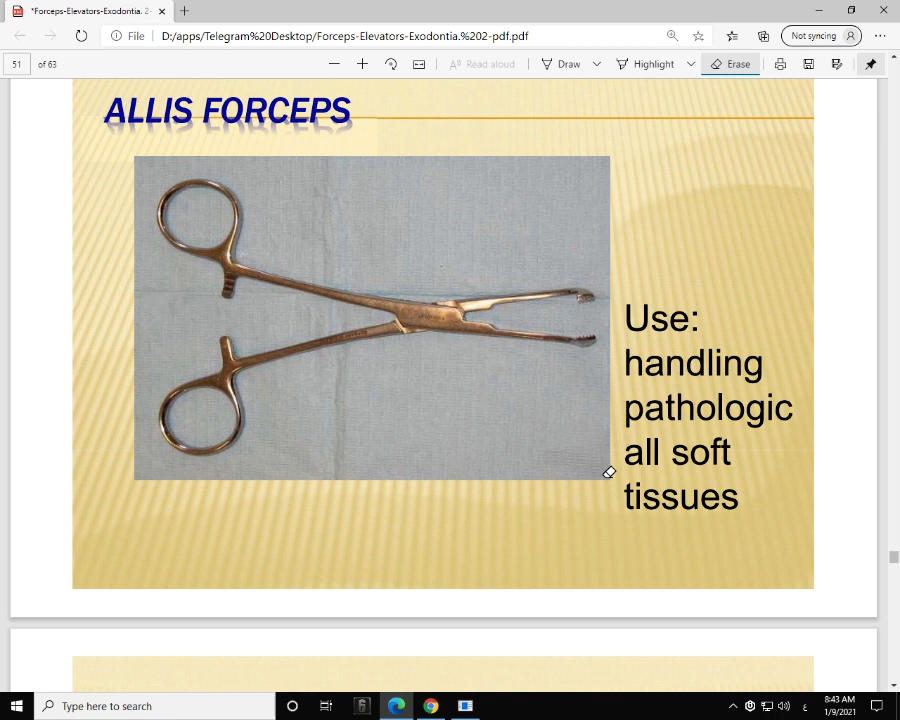 *Forceps-Elevators-Exodontia. 2-
File
D:/apps/Telegram%20Desktop/Forceps-Elevators-Exodontia.%202-pdf.pdf
Not syncing
51 of 63
Read aloud
Draw
Highlight
Erase
ALLIS FORCEPS
Use:
handling
pathologic
all soft
tissues
Type here to search
ع
8:43 AM
1/9/2021